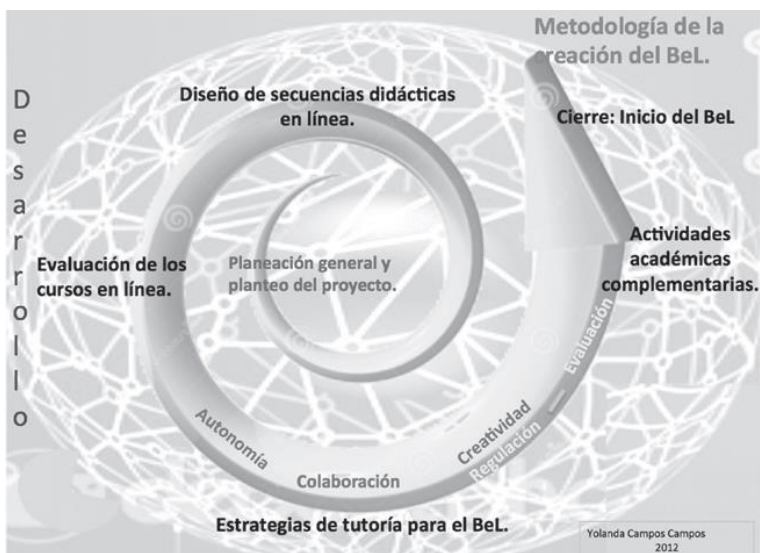 Metodología de la
creación del BeL.
Desarrollo
Diseño de secuencias didácticas
en línea.
Cierre: Inicio del BeL
Evaluación de los
cursos en línea.
Planeación general y
planteo del proyecto.
Actividades
académicas
complementarias.
Autonomía
Colaboración
Creatividad
Regulación – Evaluación
Estrategias de tutoría para el BeL.
Yolanda Campos Campos
2012